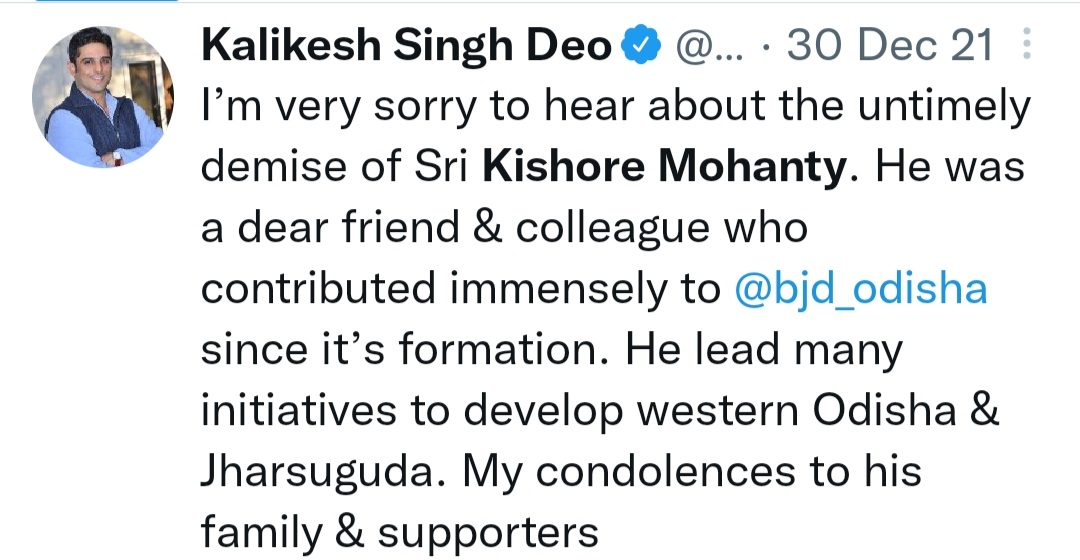 Kalikesh Singh Deo @... · 30 Dec 21
I’m very sorry to hear about the untimely
demise of Sri Kishore Mohanty. He was
a dear friend & colleague who
contributed immensely to @bjd_odisha
since it’s formation. He lead many
initiatives to develop western Odisha &
Jharsuguda. My condolences to his
family & supporters